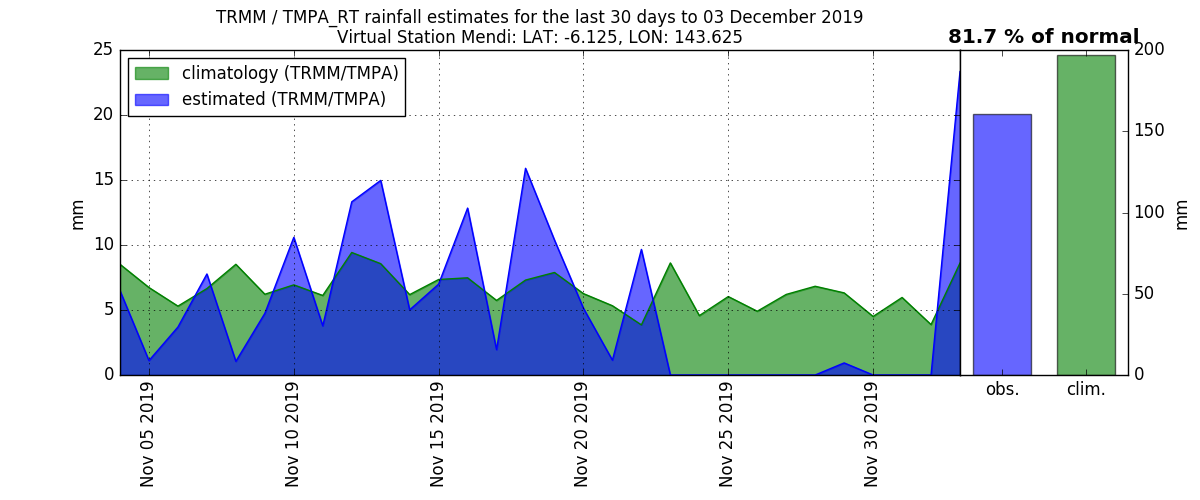 TRMM / TMPA_RT rainfall estimates for the last 30 days to 03 December 2019
Virtual Station Mendi: LAT: -6.125, LON: 143.625
81.7 % of normal
climatology (TRMM/TMPA)
estimated (TRMM/TMPA)
25
20
15
10
5
0
mm
Nov 05 2019
Nov 10 2019
Nov 15 2019
Nov 20 2019
Nov 25 2019
Nov 30 2019
obs.
clim.
200
150
100
50
0
mm